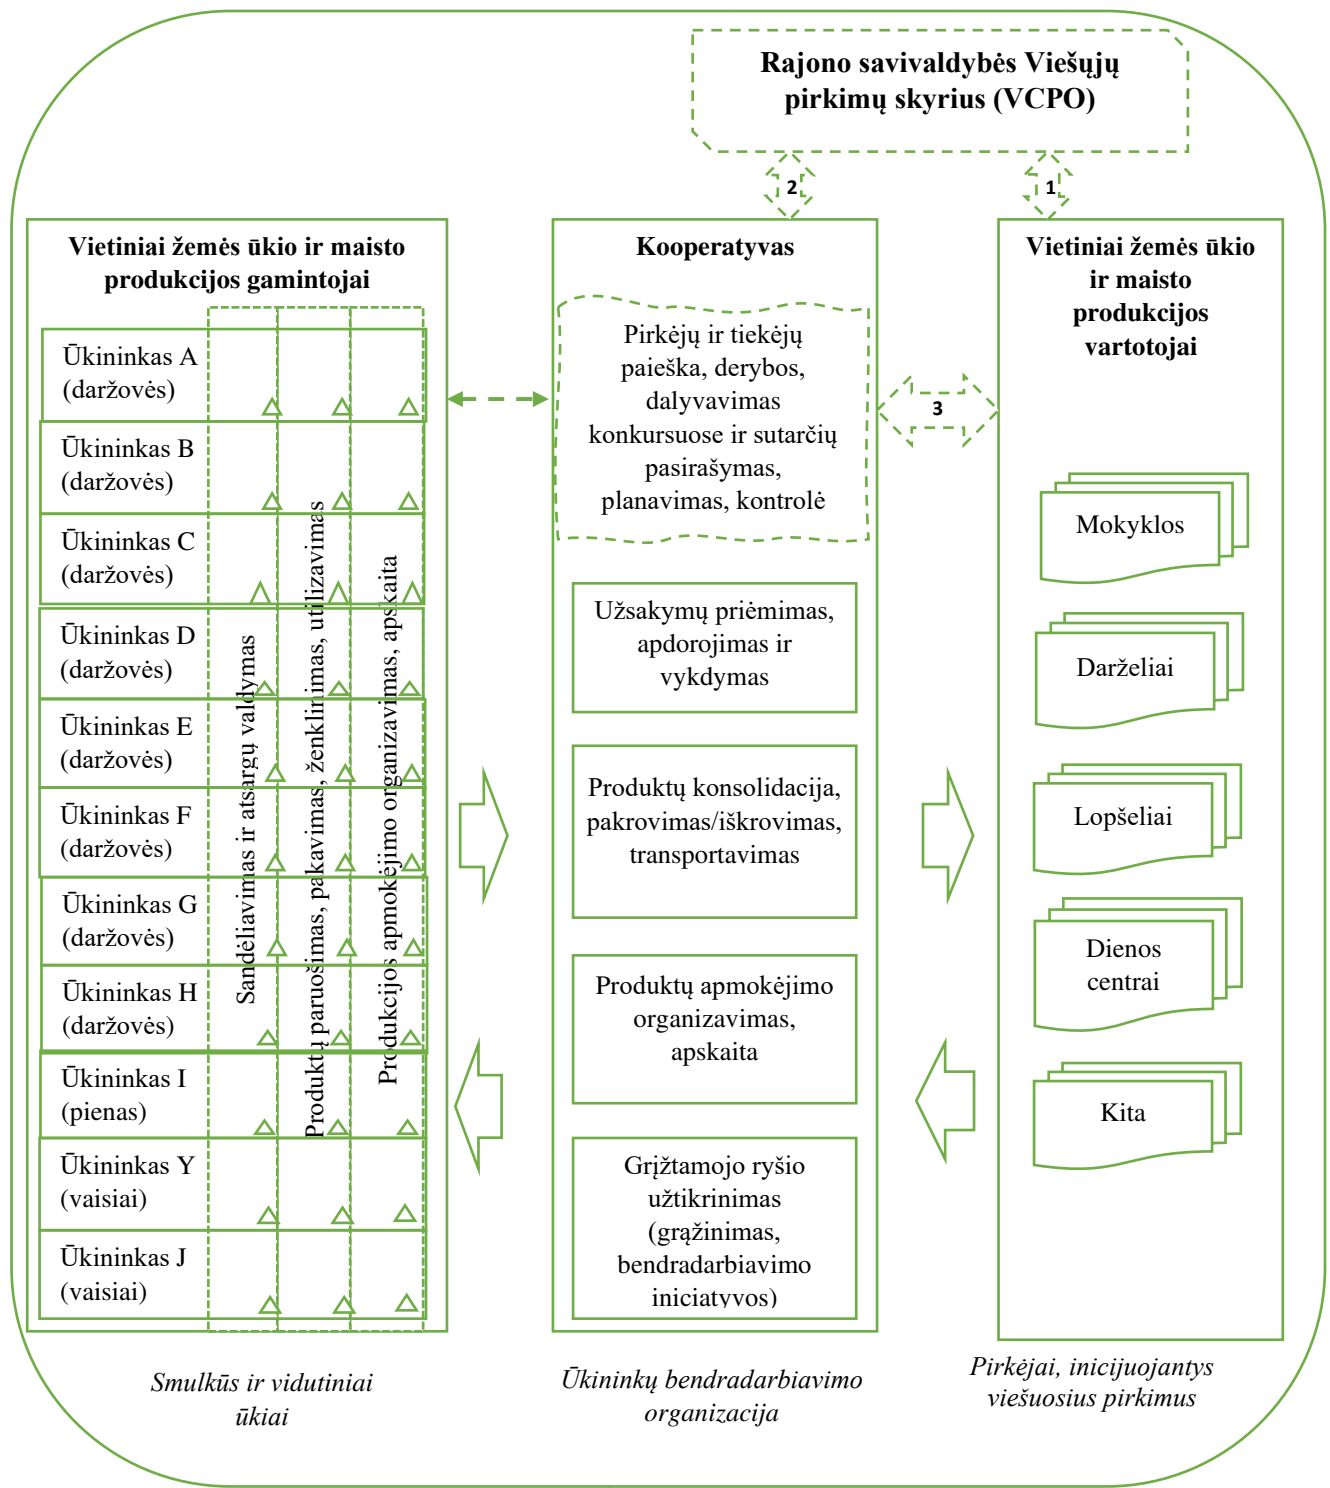 Rajono savivaldybės Viešųjų
pirkimų skyrius (VCPO)
2
1
Vietiniai žemės ūkio ir maisto
produkcijos gamintojai
Ūkininkas A
(daržovės)
Ūkininkas B
(daržovės)
Ūkininkas C
(daržovės)
Ūkininkas D
(daržovės)
Ūkininkas E
(daržovės)
Ūkininkas F
(daržovės)
Ūkininkas G
(daržovės)
Ūkininkas H
(daržovės)
Ūkininkas I
(pienas)
Ūkininkas Y
(vaisiai)
Ūkininkas J
(vaisiai)
Sandėliavimas ir atsargų valdymas
Produktų paruošimas, pakavimas, ženklinimas, utilizavimas
Produkcijos apmokėjimo organizavimas, apskaita
Smulkūs ir vidutiniai
ūkiai
Kooperatyvas
Pirkėjų ir tiekėjų
paieška, derybos,
dalyvavimas
konkursuose ir sutarčių
pasirašymas,
planavimas, kontrolė
Užsakymų priėmimas,
apdorojimas ir
vykdymas
Produktų konsolidacija,
pakrovimas/iškrovimas,
transportavimas
Produktų apmokėjimo
organizavimas,
apskaita
Grįžtamojo ryšio
užtikrinimas
(grąžinimas,
bendradarbiavimo
iniciatyvos)
Ūkininkų bendradarbiavimo
organizacija
3
Vietiniai žemės ūkio
ir maisto
produkcijos
vartotojai
Mokyklos
Darželiai
Lopšeliai
Dienos
centrai
Kita
Pirkėjai, inicijuojantys
viešuosius pirkimus